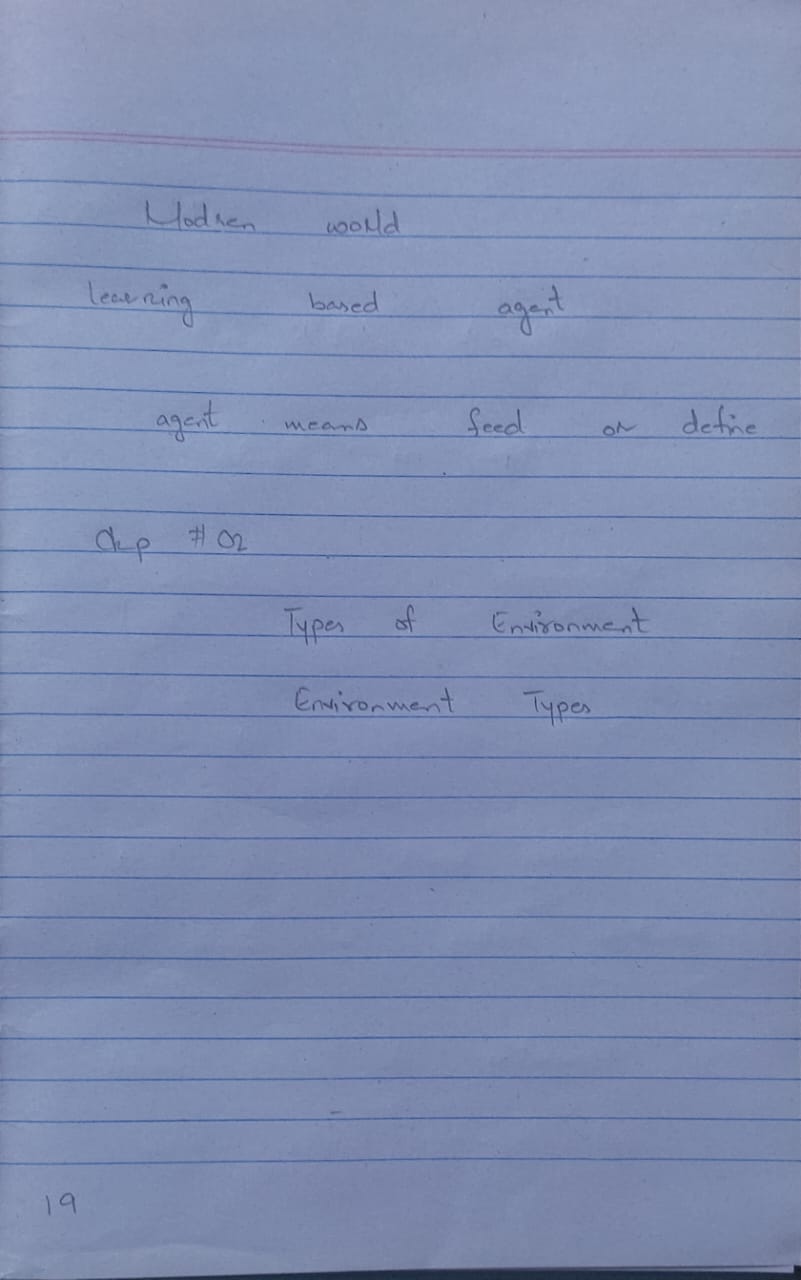 Modren world
learning based agent
agent means feed or define
Chp # 02
Types of Environment
Environment Types
19